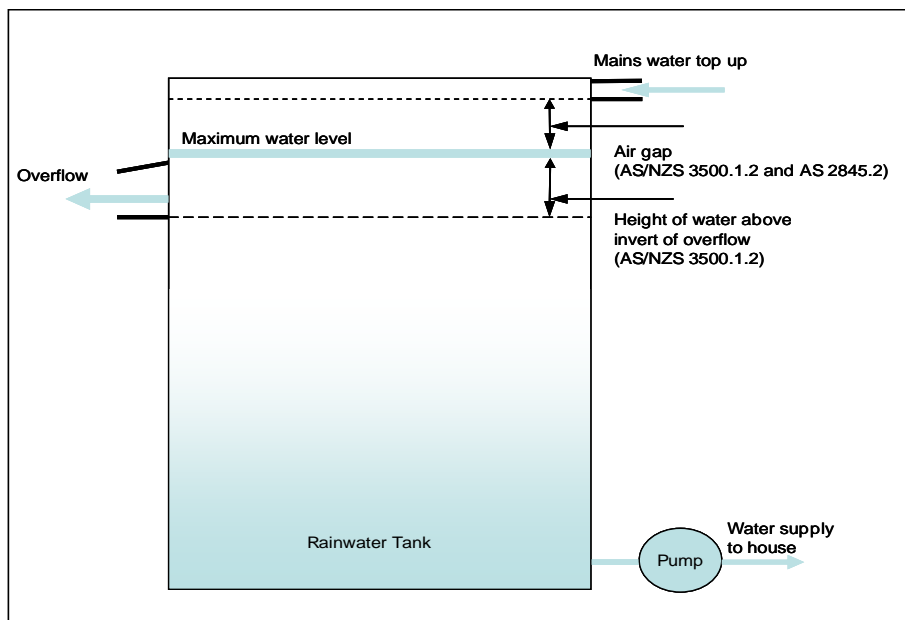 Mains water top up
Maximum water level
Air gap
(AS/NZS 3500.1.2 and AS 2845.2)
Overflow
Height of water above
invert of overflow
(AS/NZS 3500.1.2)
Rainwater Tank
Pump
Water supply
to house